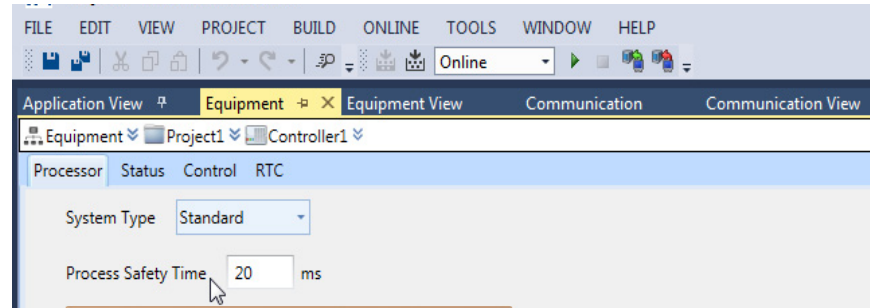 FILE EDIT VIEW PROJECT BUILD ONLINE TOOLS WINDOW HELP
Online
Application View Equipment Equipment View Communication Communication View
Equipment Project1 Controller1
Processor Status Control RTC
System Type Standard
Process Safety Time 20 ms